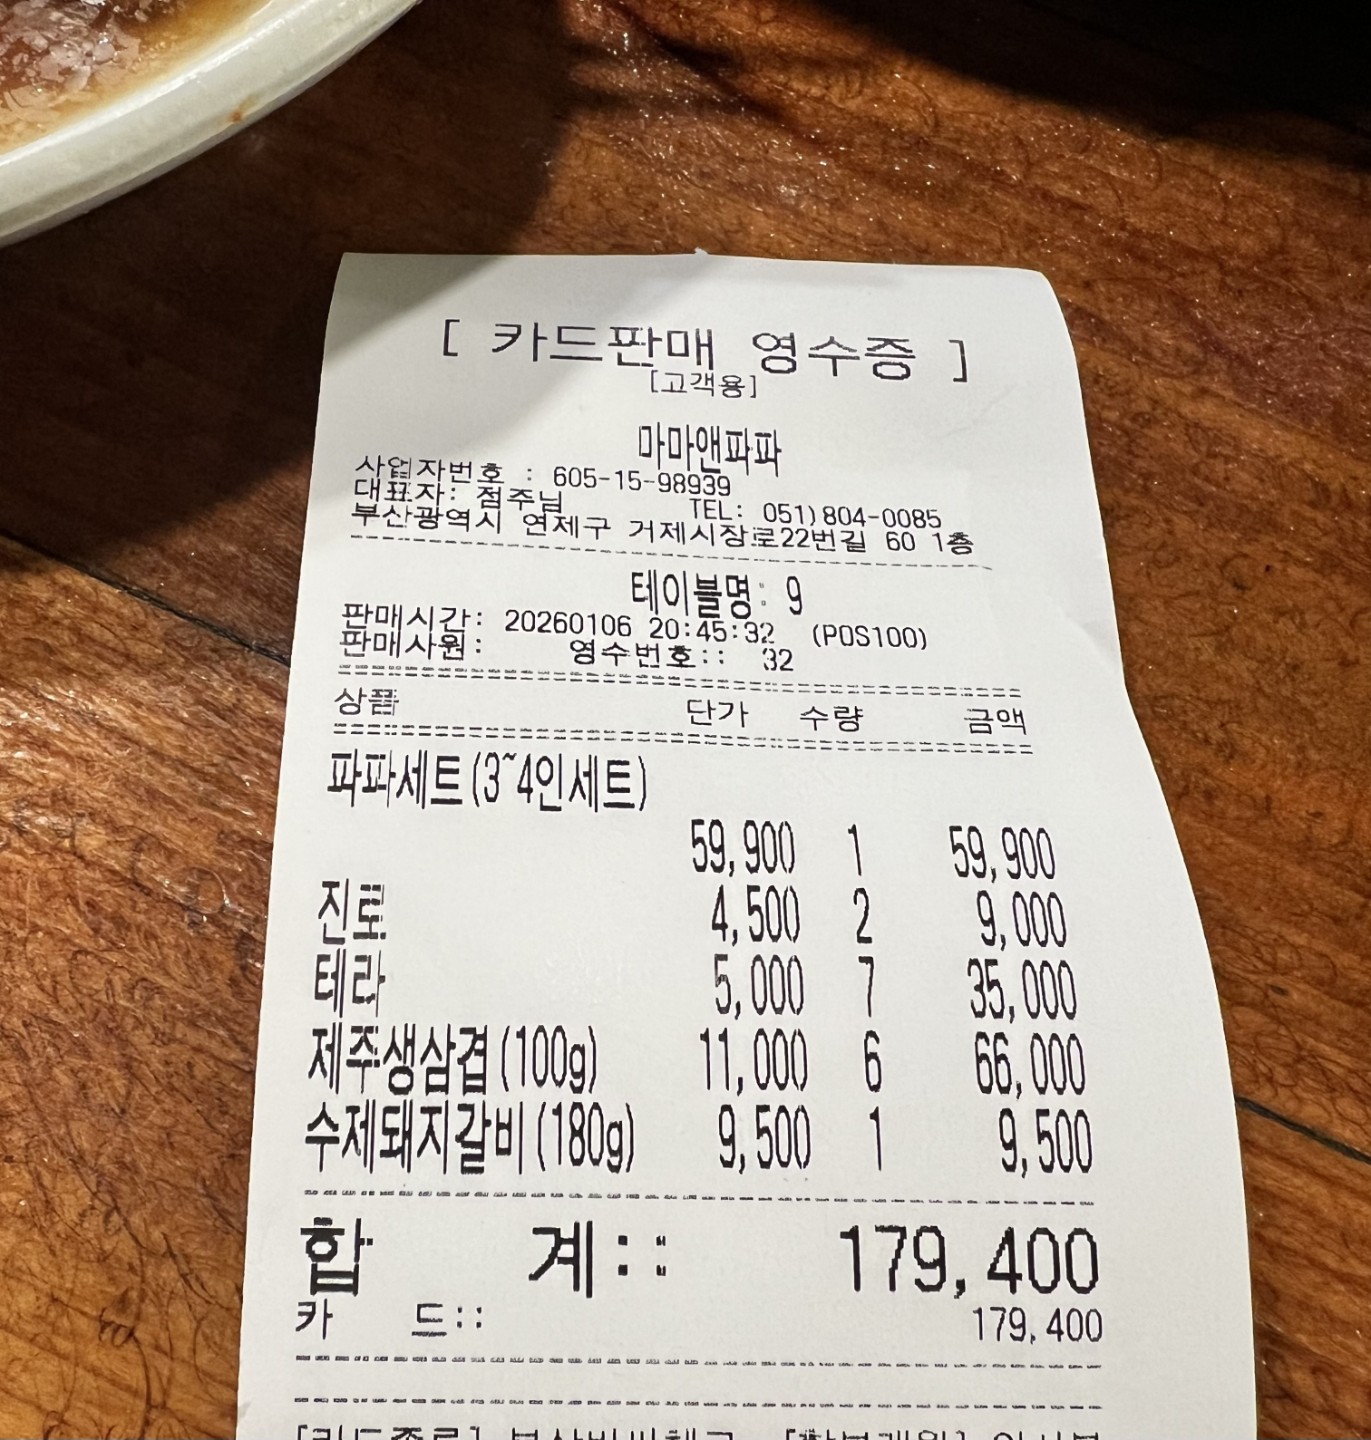 [ 카드판매 영수증 ]
[고객용]
마마앤파파
사업자번호 : 605-15-98939
대표자: 점주님 TEL: 051)804-0085
부산광역시 연제구 거제시장로22번길 60 1층
테이블명: 9
판매시간: 20260106 20:45:32 (POS100)
판매사원: 영수번호:: 32
상품 단가 수량 금액
파파세트(3~4인세트)
59,900 1 59,900
진로 4,500 2 9,000
테라 5,000 7 35,000
제주생삼겹(100g) 11,000 6 66,000
수제돼지갈비(180g) 9,500 1 9,500
합 계:: 179,400
카 드:: 179,400